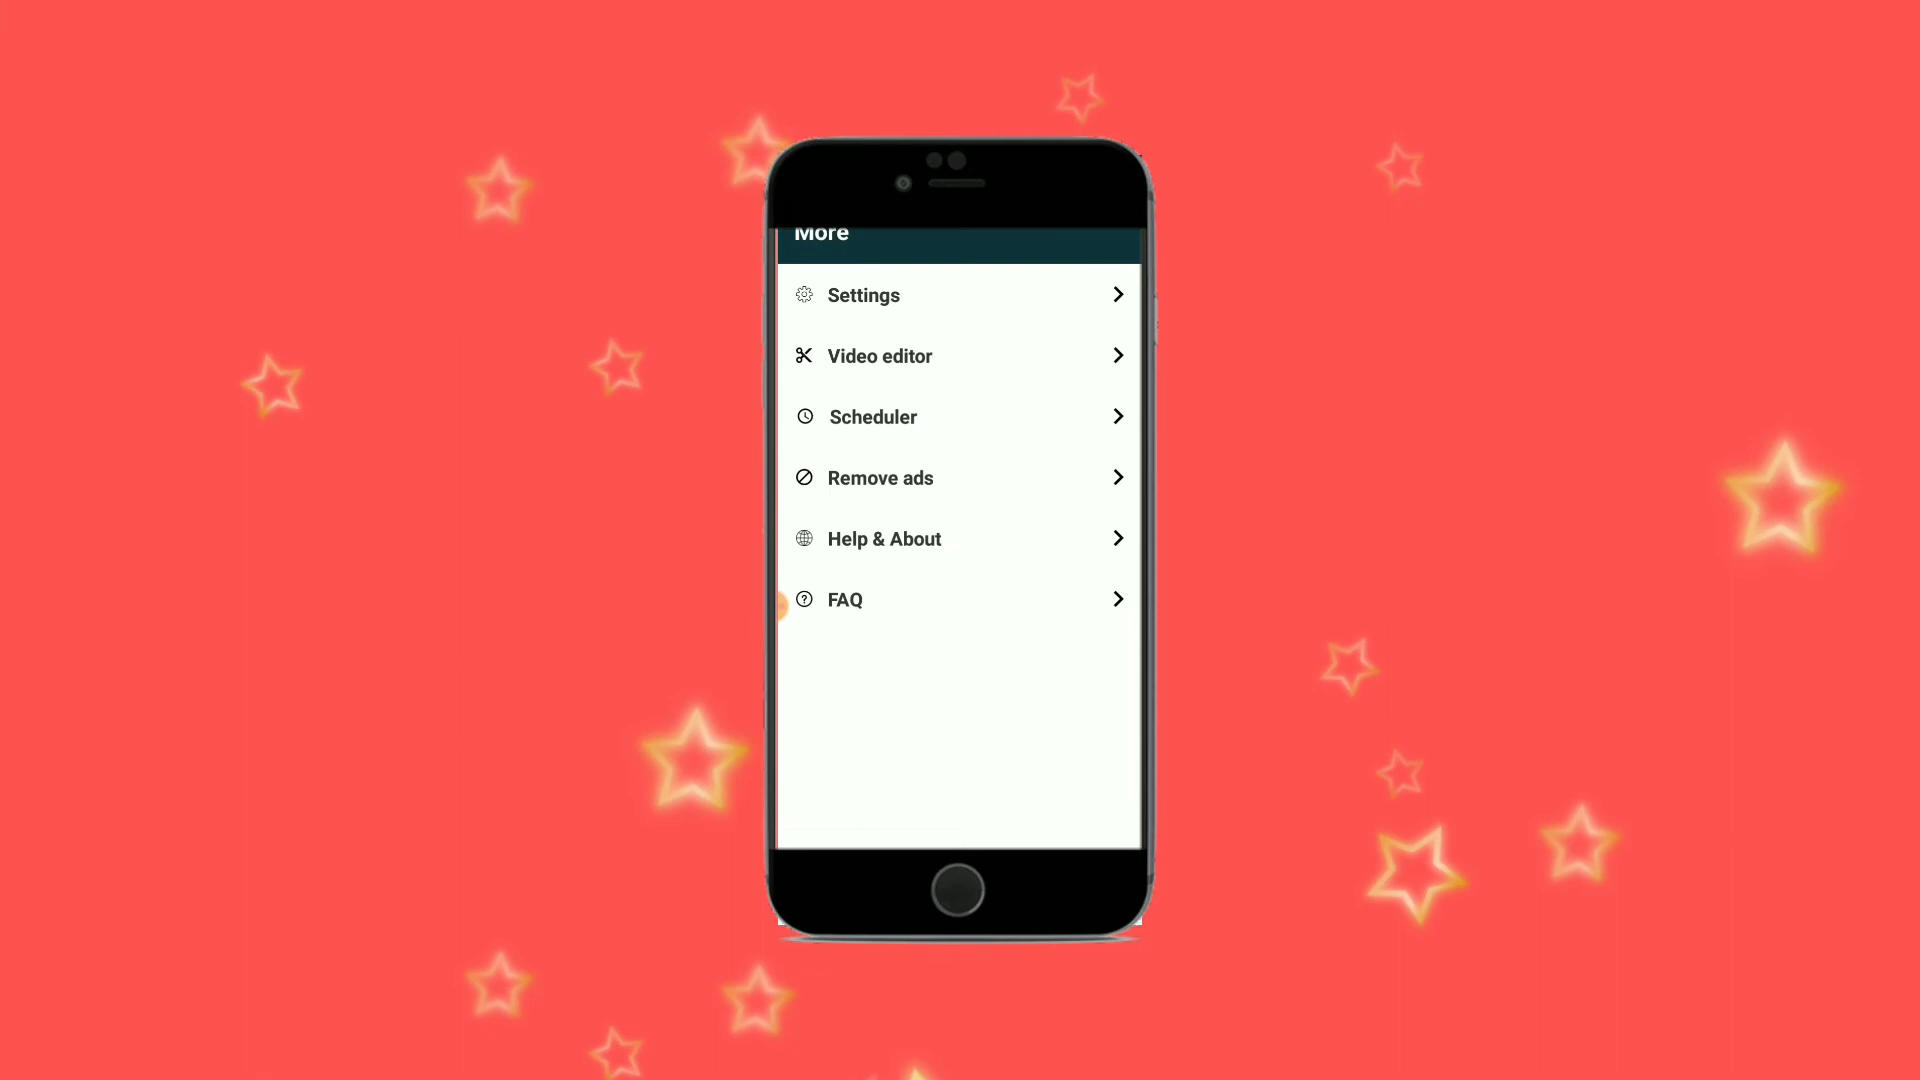 More
Settings
Video editor
Scheduler
Remove ads
Help & About
FAQ